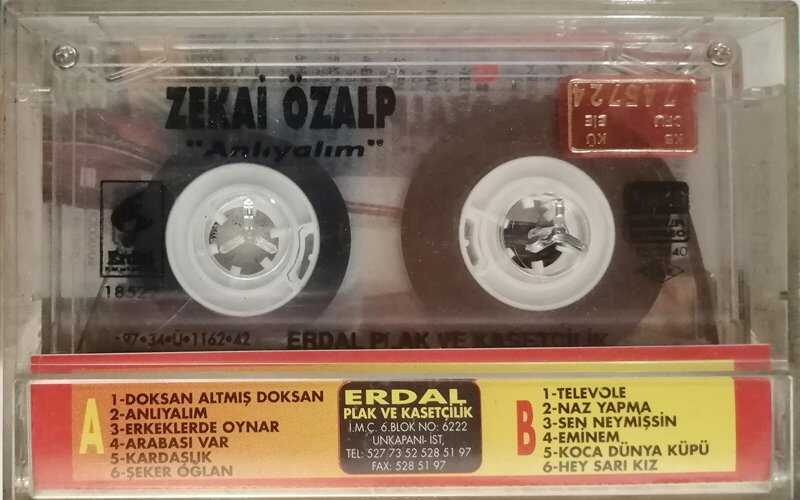 ZEKAİ ÖZALP
"Anlıyalım"
7A5724
Erdal
1852
97•34•Ü•1162•42
ERDAL PLAK VE KASETÇİLİK
40
A
1-DOKSAN ALTMIŞ DOKSAN
2-ANLIYALIM
3-ERKEKLERDE OYNAR
4-ARABASI VAR
5-KARDAŞLIK
6-ŞEKER OĞLAN
ERDAL
PLAK VE KASETÇİLİK
İ.M.Ç. 6.BLOK NO: 6222
UNKAPANI- İST,
TEL: 527 73 52 528 51 97
FAX: 528 51 97
B
1-TELEVOLE
2-NAZ YAPMA
3-SEN NEYMİŞSİN
4-EMİNEM
5-KOCA DÜNYA KÜPÜ
6-HEY SARI KIZ